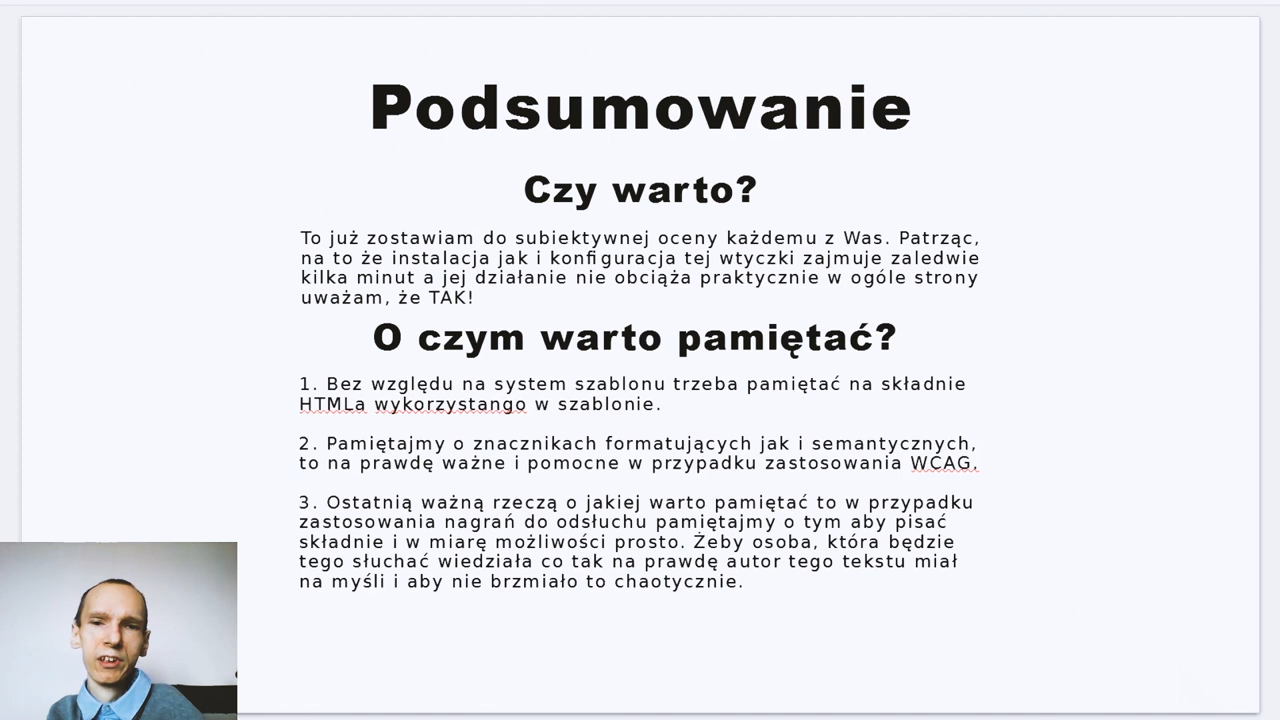 Podsumowanie
Czy warto?
To już zostawiam do subiektywnej oceny każdemu z Was. Patrząc,
na to że instalacja jak i konfiguracja tej wtyczki zajmuje zaledwie
kilka minut a jej działanie nie obciąża praktycznie w ogóle strony
uważam, że TAK!
O czym warto pamiętać?
1. Bez względu na system szablonu trzeba pamiętać na składnie
HTMLa wykorzystango w szablonie.
2. Pamiętajmy o znacznikach formatujących jak i semantycznych,
to na prawdę ważne i pomocne w przypadku zastosowania WCAG.
3. Ostatnią ważną rzeczą o jakiej warto pamiętać to w przypadku
zastosowania nagrań do odsłuchu pamiętajmy o tym aby pisać
składnie i w miarę możliwości prosto. Żeby osoba, która będzie
tego słuchać wiedziała co tak na prawdę autor tego tekstu miał
na myśli i aby nie brzmiało to chaotycznie.